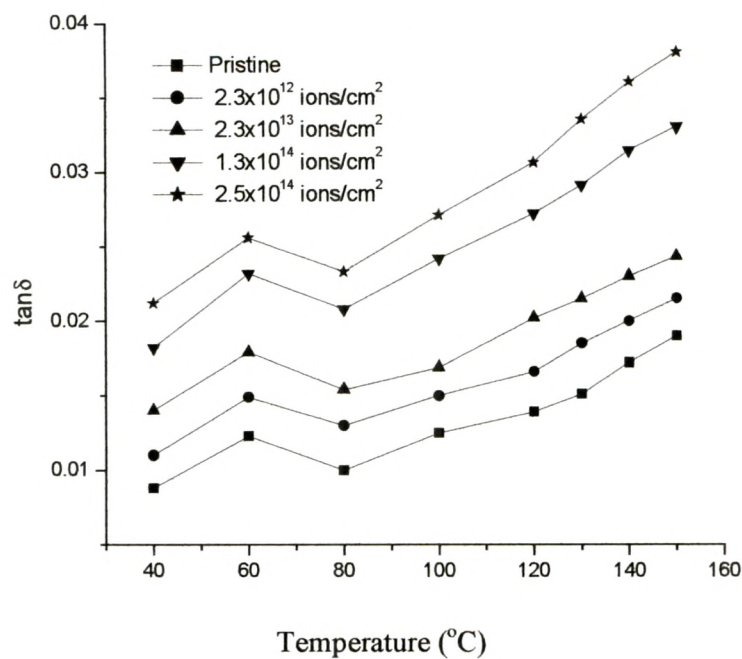 0.04
0.03
0.02
0.01
tanδ
Pristine
2.3x10¹² ions/cm²
2.3x10¹³ ions/cm²
1.3x10¹⁴ ions/cm²
2.5x10¹⁴ ions/cm²
40 60 80 100 120 140 160
Temperature (°C)